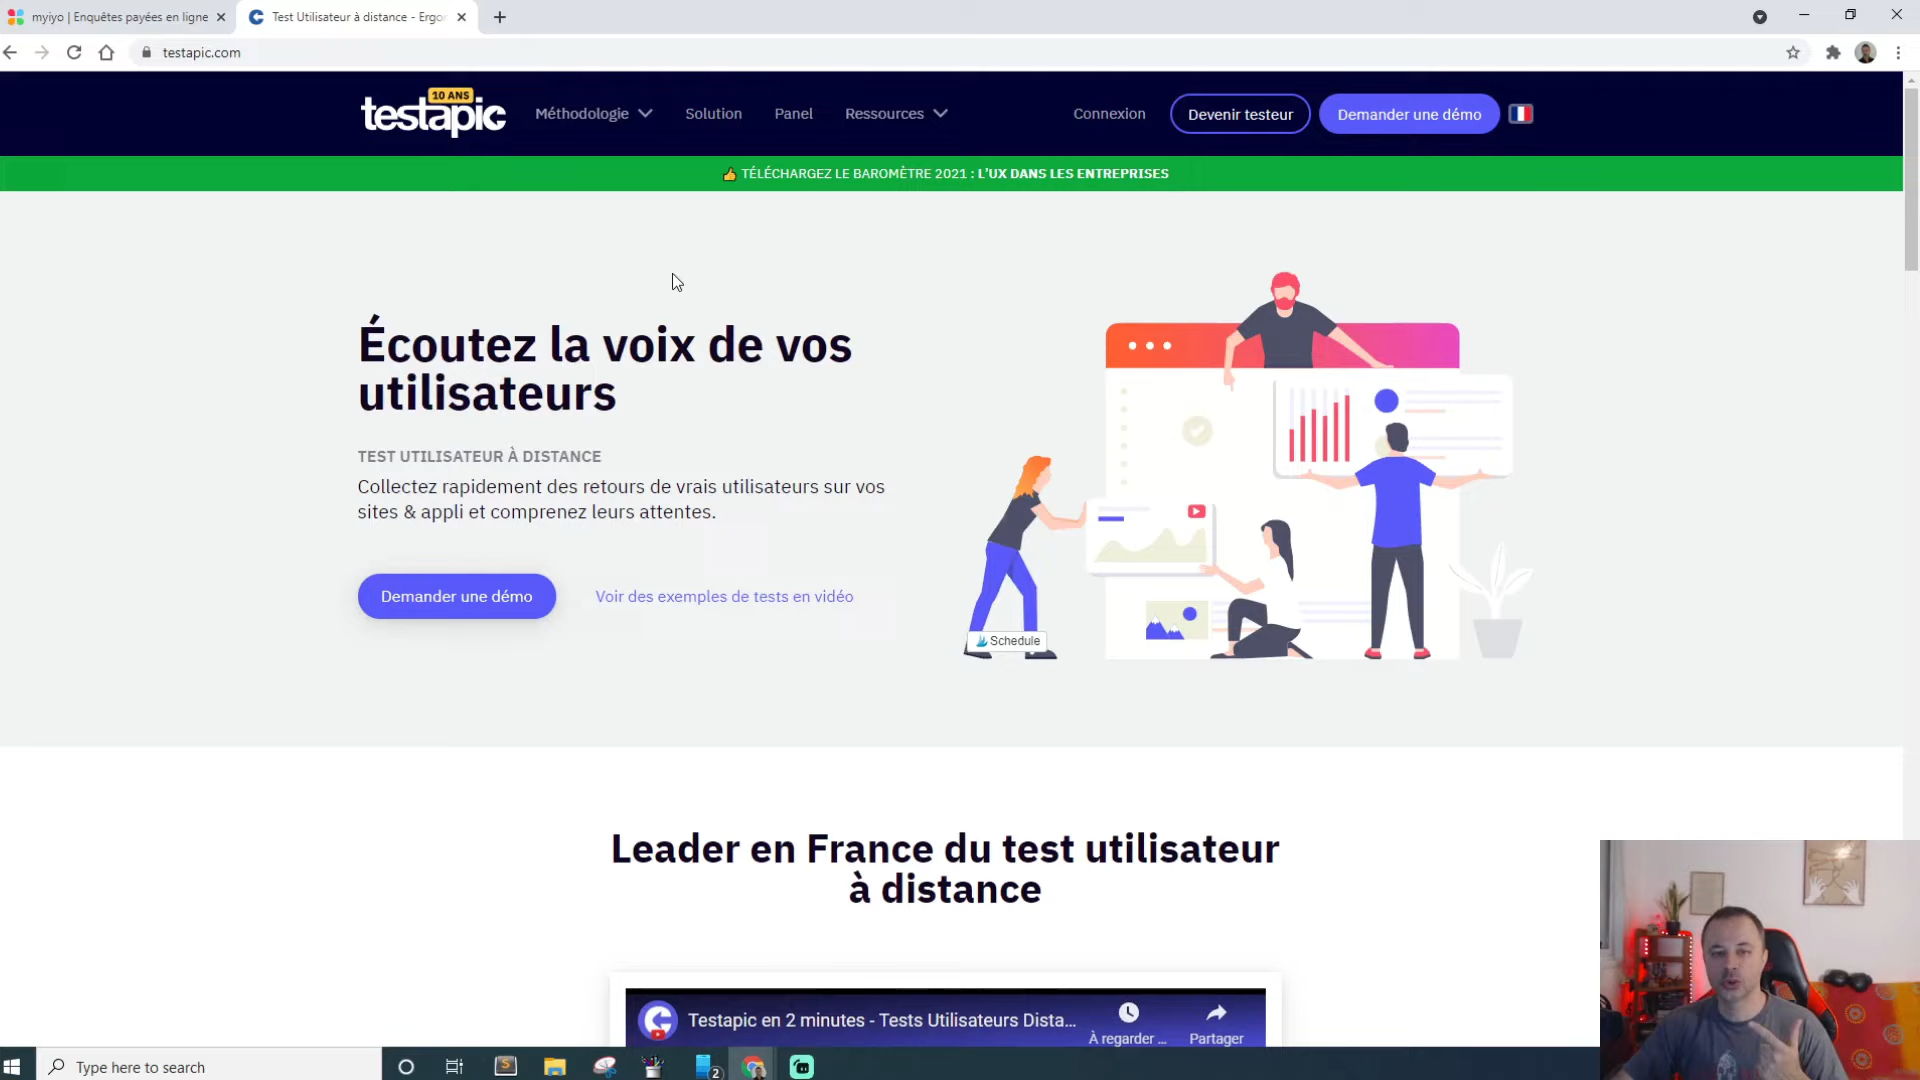 myiyo | Enquêtes payées en ligne
Test Utilisateur à distance - Ergo
testapic.com
10 ANS
testapic
Méthodologie
Solution
Panel
Ressources
Connexion
Devenir testeur
Demander une démo
TÉLÉCHARGEZ LE BAROMÈTRE 2021 : L'UX DANS LES ENTREPRISES
Écoutez la voix de vos
utilisateurs
TEST UTILISATEUR À DISTANCE
Collectez rapidement des retours de vrais utilisateurs sur vos
sites & appli et comprenez leurs attentes.
Demander une démo
Voir des exemples de tests en vidéo
Schedule
Leader en France du test utilisateur
à distance
Testapic en 2 minutes - Tests Utilisateurs Dista...
À regarder ...
Partager
Type here to search
2